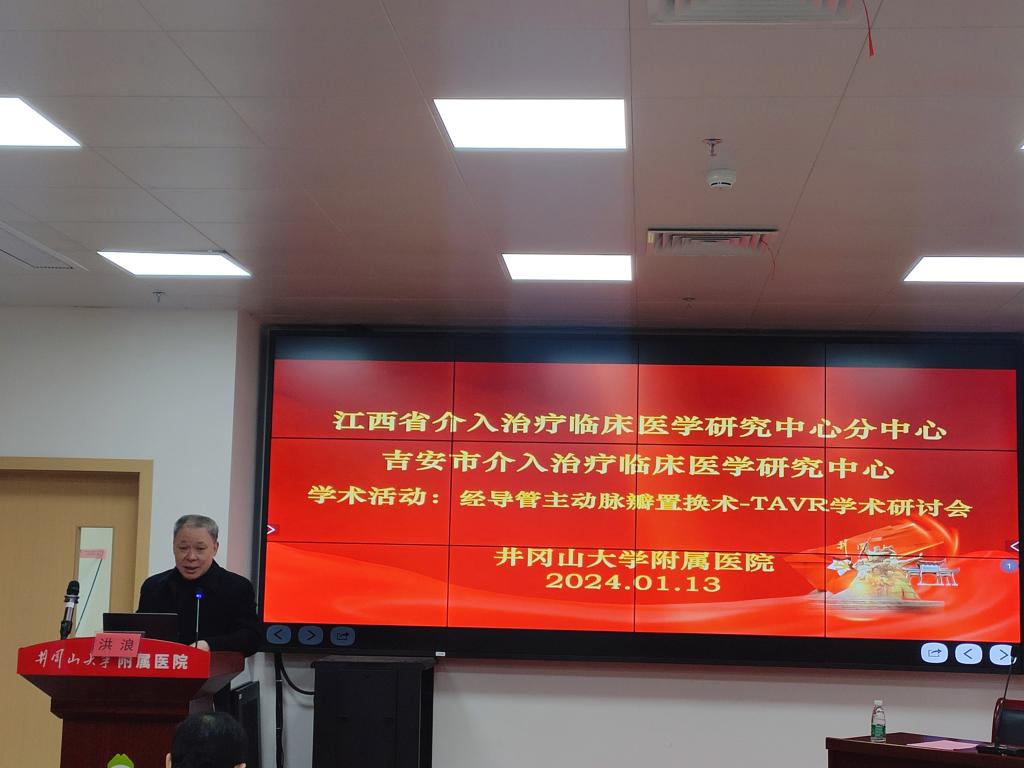 江西省介入治疗临床医学研究中心分中心
吉安市介入治疗临床医学研究中心
学术活动：经导管主动脉瓣置换术-TAVR学术研讨会
井冈山大学附属医院
2024.01.13
1
洪浪
井冈山大学附属医院